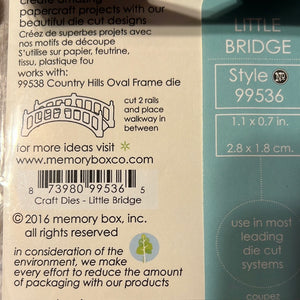 create amazing
papercraft projects with our
beautiful die cut designs
Créez de superbes projets avec
nos motifs de découpe
S'utilise sur papier, feutrine,
tissu, plastique fou
works with:
99538 Country Hills Oval Frame die
cut 2 rails
and place
walkway in
between
for more ideas visit
www.memoryboxco.com
8 73980 99536 5
Craft Dies - Little Bridge
© 2016 memory box, inc.
all rights reserved
in consideration of the
environment, we make
every effort to reduce the amount
of packaging with our products
LITTLE
BRIDGE
Style N
99536
1.1 x 0.7 in.
2.8 x 1.8 cm.
use in most
leading
die cut
systems
coupez